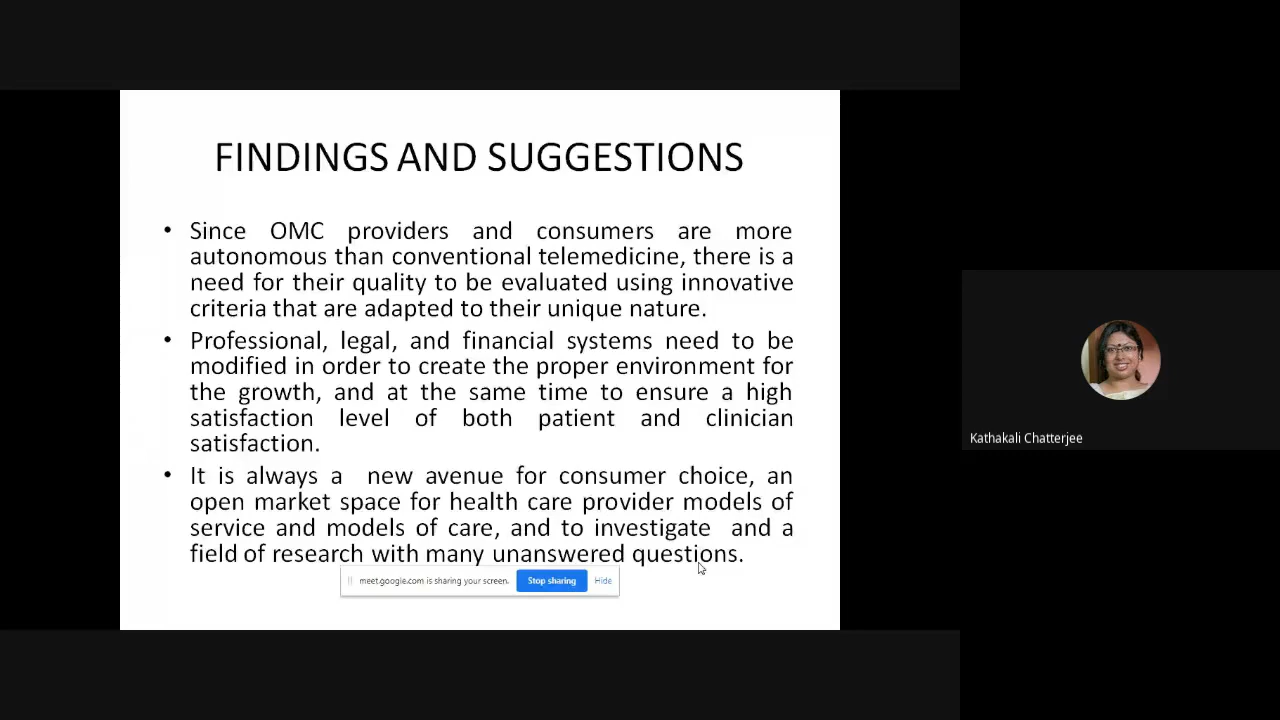 FINDINGS AND SUGGESTIONS
• Since OMC providers and consumers are more
autonomous than conventional telemedicine, there is a
need for their quality to be evaluated using innovative
criteria that are adapted to their unique nature.
• Professional, legal, and financial systems need to be
modified in order to create the proper environment for
the growth, and at the same time to ensure a high
satisfaction level of both patient and clinician
satisfaction.
• It is always a new avenue for consumer choice, an
open market space for health care provider models of
service and models of care, and to investigate and a
field of research with many unanswered questions.
meet.google.com is sharing your screen. Stop sharing Hide
Kathakali Chatterjee